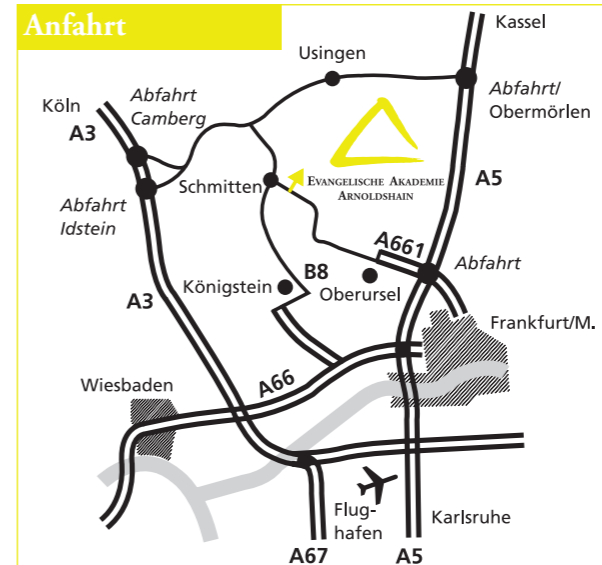 Anfahrt
Kassel
Usingen
Köln
Abfahrt
Camberg
Abfahrt/
Obermörlen
A3
Schmitten
EVANGELISCHE AKADEMIE
ARNOLDSHAIN
A5
Abfahrt
Idstein
A661
Abfahrt
B8
Königstein
Oberursel
A3
Frankfurt/M.
Wiesbaden
A66
Flug-
hafen
Karlsruhe
A67
A5